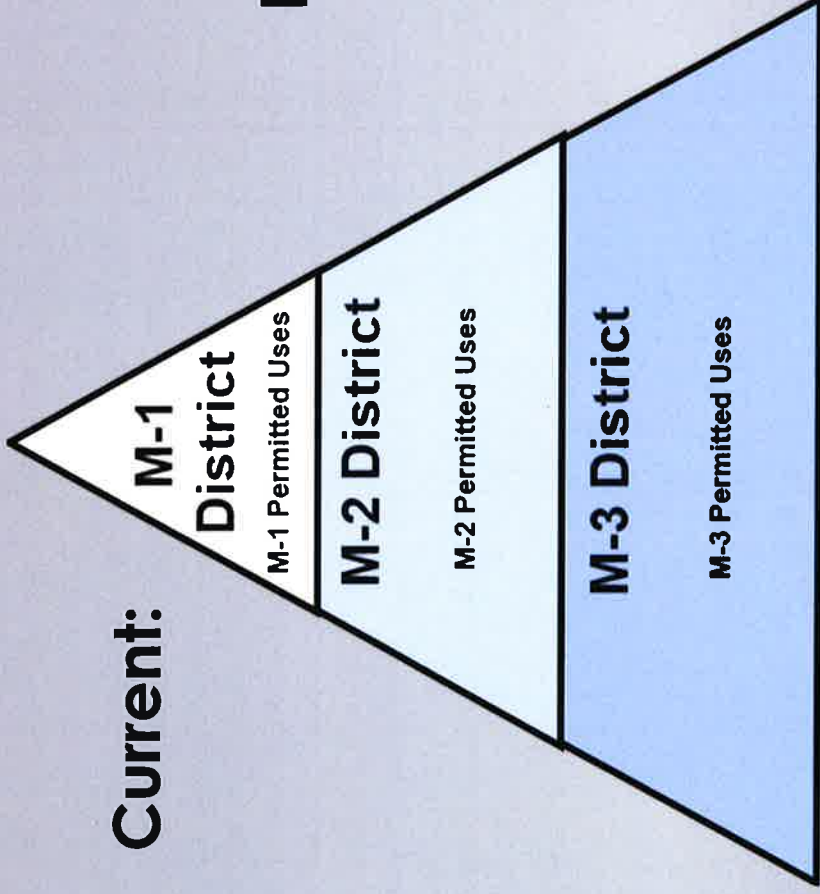 Current:
M-1
District
M-1 Permitted Uses
M-2 District
M-2 Permitted Uses
M-3 District
M-3 Permitted Uses